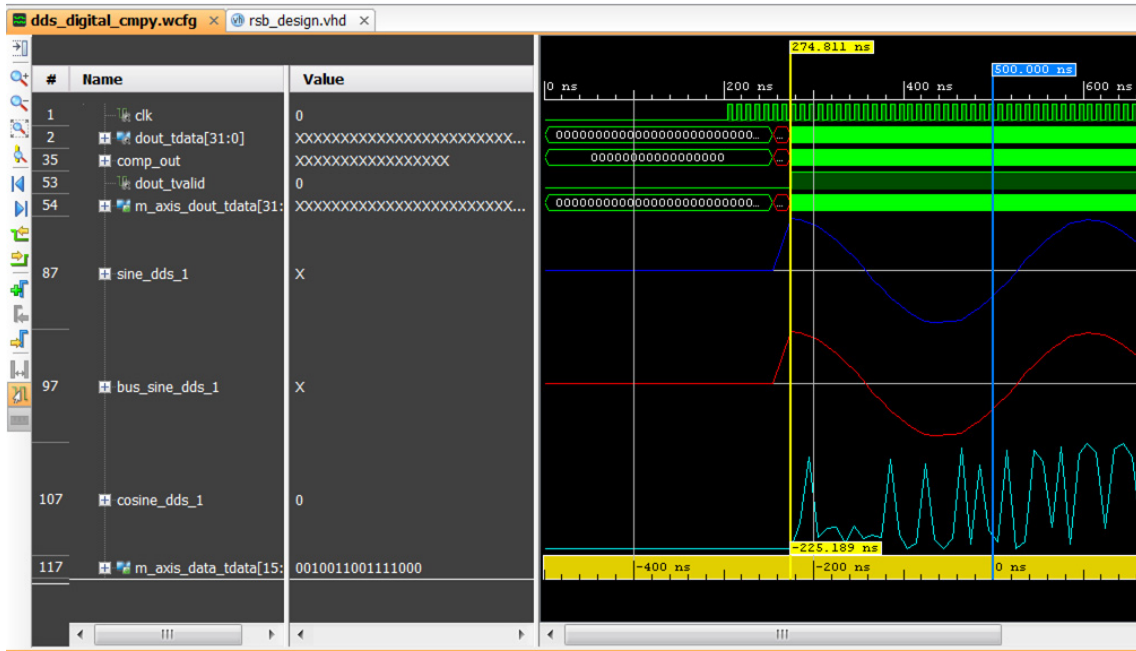 dds_digital_cmpy.wcfg × rsb_design.vhd ×
274.811 ns
500.000 ns
# Name Value
0 ns 200 ns 400 ns 600 ns
1 clk 0
2 dout_tdata[31:0] XXXXXXXXXXXXXXXXXXXXXXXX... 0000000000000000000000000... ...
35 comp_out XXXXXXXXXXXXXXXXX 00000000000000000 ...
53 dout_tvalid 0
54 m_axis_dout_tdata[31: XXXXXXXXXXXXXXXXXXXXXXXX... 0000000000000000000000000... ...
87 sine_dds_1 X
97 bus_sine_dds_1 X
107 cosine_dds_1 0
-225.189 ns
117 m_axis_data_tdata[15: 0010011001111000
-400 ns -200 ns 0 ns